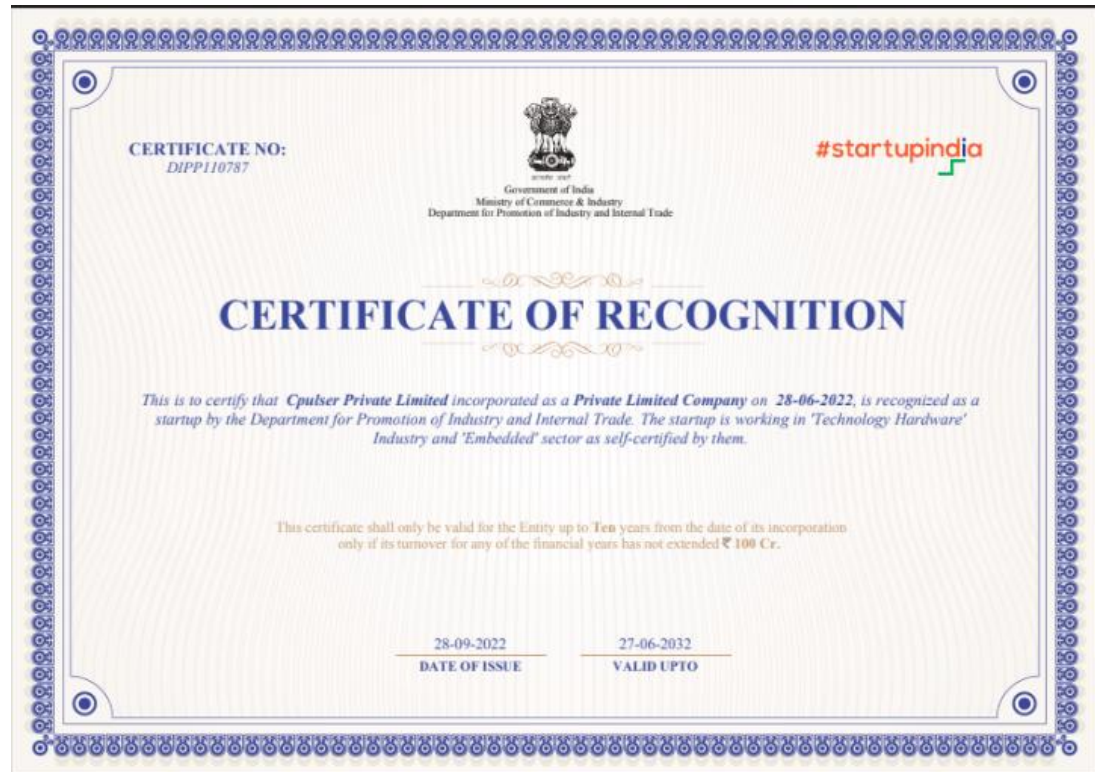 CERTIFICATE NO:
DIPP110787
#startupindia
Government of India
Ministry of Commerce & Industry
Department for Promotion of Industry and Internal Trade
CERTIFICATE OF RECOGNITION
This is to certify that Cpulser Private Limited incorporated as a Private Limited Company on 28-06-2022, is recognized as a
startup by the Department for Promotion of Industry and Internal Trade. The startup is working in 'Technology Hardware'
Industry and 'Embedded' sector as self-certified by them.
This certificate shall only be valid for the Entity up to Ten years from the date of its incorporation
only if its turnover for any of the financial years has not extended ₹ 100 Cr.
28-09-2022
27-06-2032
DATE OF ISSUE
VALID UPTO